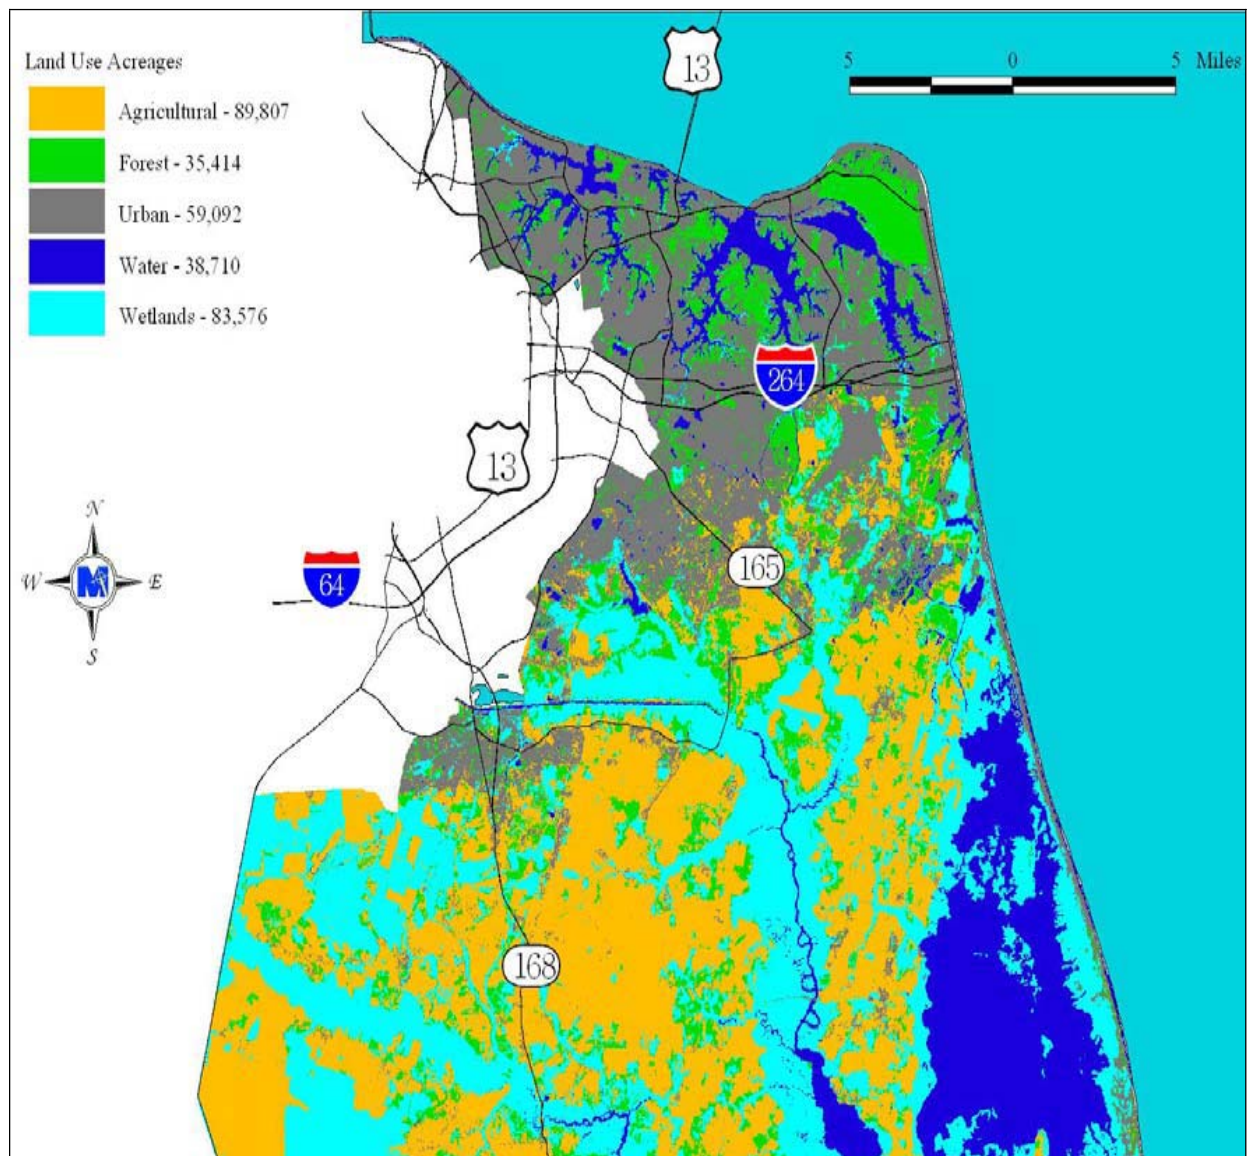 Land Use Acreages
Agricultural - 89,807
Forest - 35,414
Urban - 59,092
Water - 38,710
Wetlands - 83,576
5 0 5 Miles
13
264
13
165
64
N
W E
M
S
168